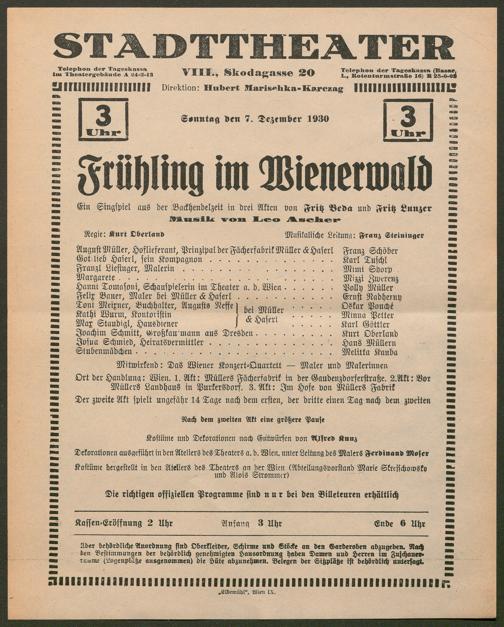 STADTTHEATER
Telephon der Tageskassa
im Theatergebäude A 24-2-13
VIII., Skodagasse 20
Telephon der Tageskassa (Bazar,
I., Rotenturmstraße 16) R 25-0-02
Direktion: Hubert Marischka-Karczag
3
Uhr
Sonntag den 7. Dezember 1930
3
Uhr
Frühling im Wienerwald
Ein Singspiel aus der Backhendelzeit in drei Akten von Fritz Beda und Fritz Lunzer
Musik von Leo Ascher
Regie: Kurt Oberland
Musikalische Leitung: Franz Steininger
August Müller, Hoflieferant, Prinzipal der Fächerfabrik Müller & Haserl Franz Schöber
Gottlieb Haserl, sein Kompagnon Karl Tuschl
Franzl Liesinger, Malerin Mimi Shorp
Margarete Mizzi Zwerenz
Hanni Tomasoni, Schauspielerin im Theater a. d. Wien Polly Müller
Felix Bauer, Maler bei Müller & Haserl Ernst Nadherny
Toni Meixner, Buchhalter, Augusts Neffe Oskar Pouché
Kathi Wurm, Kontoristin Minna Petter
Max Staudigl, Hausdiener Karl Göttler
bei Müller
& Haserl
Joachim Schmitt, Großkaufmann aus Dresden Kurt Oberland
Josua Schmied, Heiratsvermittler Hans Müllern
Stubenmädchen Melitta Kunba
Mitwirkend: Das Wiener Konzert-Quartett — Maler und Malerinnen
Ort der Handlung: Wien. 1. Akt: Müllers Fächerfabrik in der Gaudenzdorferstraße. 2. Akt: Vor
Müllers Landhaus in Purkersdorf. 3. Akt: Im Hofe von Müllers Fabrik
Der zweite Akt spielt ungefähr 14 Tage nach dem ersten, der dritte einen Tag nach dem zweiten
Nach dem zweiten Akt eine größere Pause
Kostüme und Dekorationen nach Entwürfen von Alfred Kunz
Dekorationen ausgeführt in den Ateliers des Theaters a. d. Wien, unter Leitung des Malers Ferdinand Moser
Kostüme hergestellt in den Ateliers des Theaters an der Wien (Abteilungsvorstand Marie Skrejschowsky
und Alois Strommer)
Die richtigen offiziellen Programme sind nur bei den Billeteuren erhältlich
Kassen-Eröffnung 2 Uhr
Anfang 3 Uhr
Ende 6 Uhr
Über behördliche Anordnung sind Oberkleider, Schirme und Stöcke an den Garderoben abzugeben. Nach
den Bestimmungen der behördlich genehmigten Hausordnung haben Damen und Herren im Zuschauer-
raume (Logenplätze ausgenommen) die Hüte abzunehmen. Belegen der Sitzplätze ist behördlich untersagt.
„Elbemühl“, Wien IX.